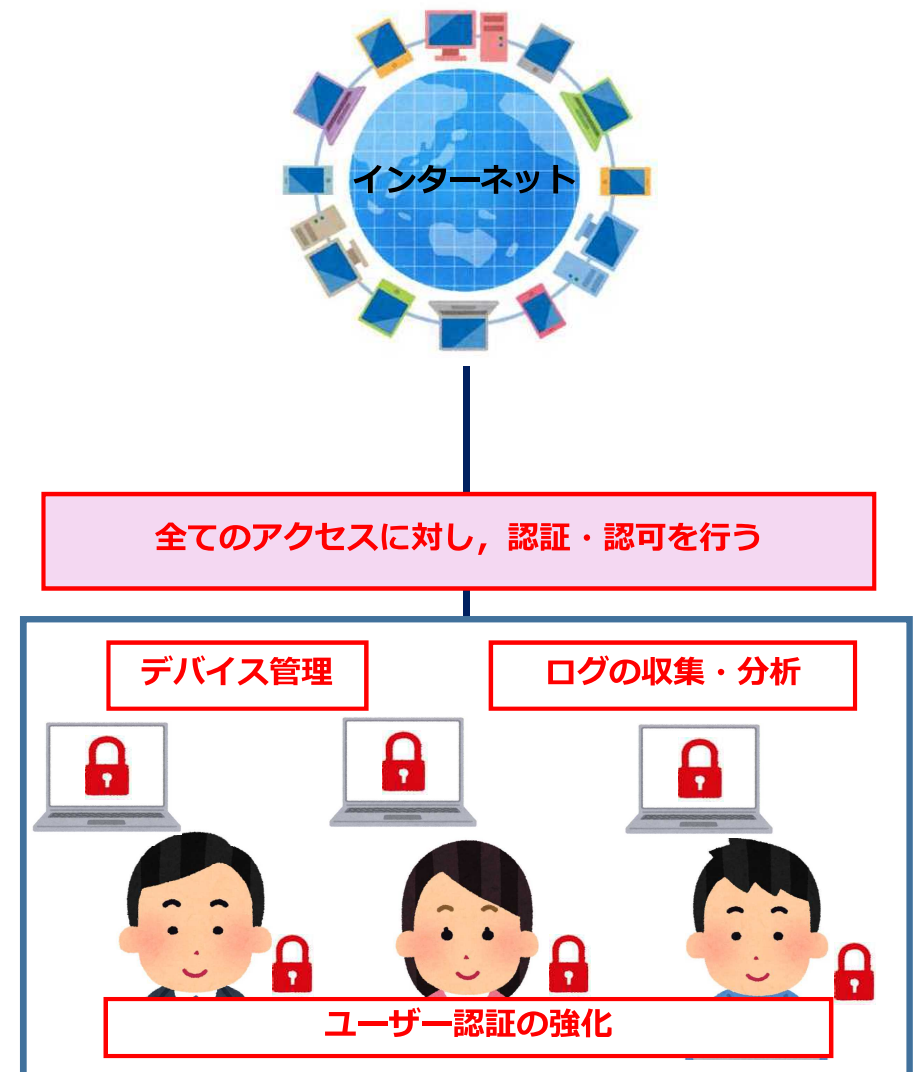 インターネット
全てのアクセスに対し，認証・認可を行う
デバイス管理
ログの収集・分析
ユーザー認証の強化